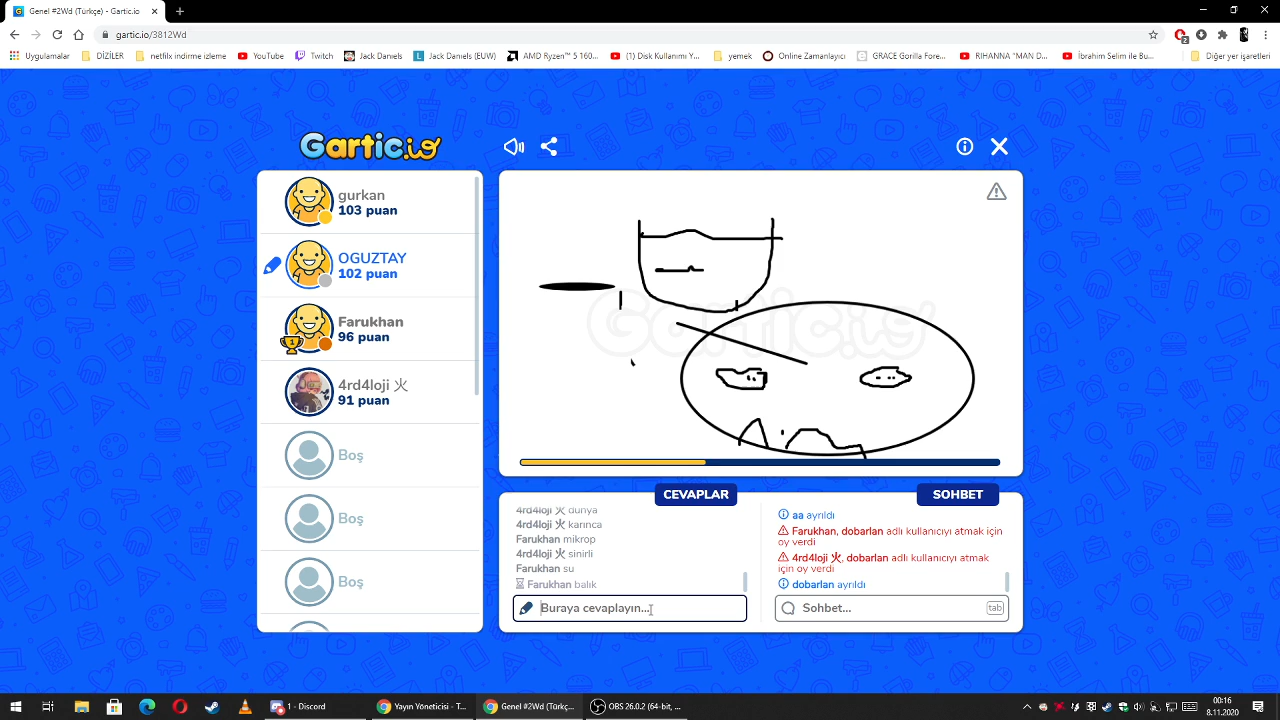 Genel #2Wd (Türkçe) - Gartic.io
gartic.io/3812Wd
Uygulamalar
DİZİLER
netflix indirme izleme
YouTube
Twitch
Jack Daniels
Jack Daniels (EUW)
AMD Ryzen™ 5 160...
(1) Disk Kullanımı Y...
yemek
Online Zamanlayıcı
GRACE Gorilla Fore...
RIHANNA "MAN D...
İbrahim Selim ile Bu...
Diğer yer işaretleri
Gartic.io
gurkan
103 puan
OGUZTAY
102 puan
1
Farukhan
96 puan
4rd4loji 火
91 puan
Boş
Boş
Boş
Gartic.io
CEVAPLAR
4rd4loji 火 dünya
4rd4loji 火 karınca
Farukhan mikrop
4rd4loji 火 sinirli
Farukhan su
Farukhan balık
Buraya cevaplayın...
SOHBET
aa ayrıldı
Farukhan, dobarlan adlı kullanıcıyı atmak için
oy verdi
4rd4loji 火, dobarlan adlı kullanıcıyı atmak
için oy verdi
dobarlan ayrıldı
Sohbet...
tab
1 - Discord
Yayın Yöneticisi - T...
Genel #2Wd (Türkç...
OBS 26.0.2 (64-bit, ...
00:16
8.11.2020